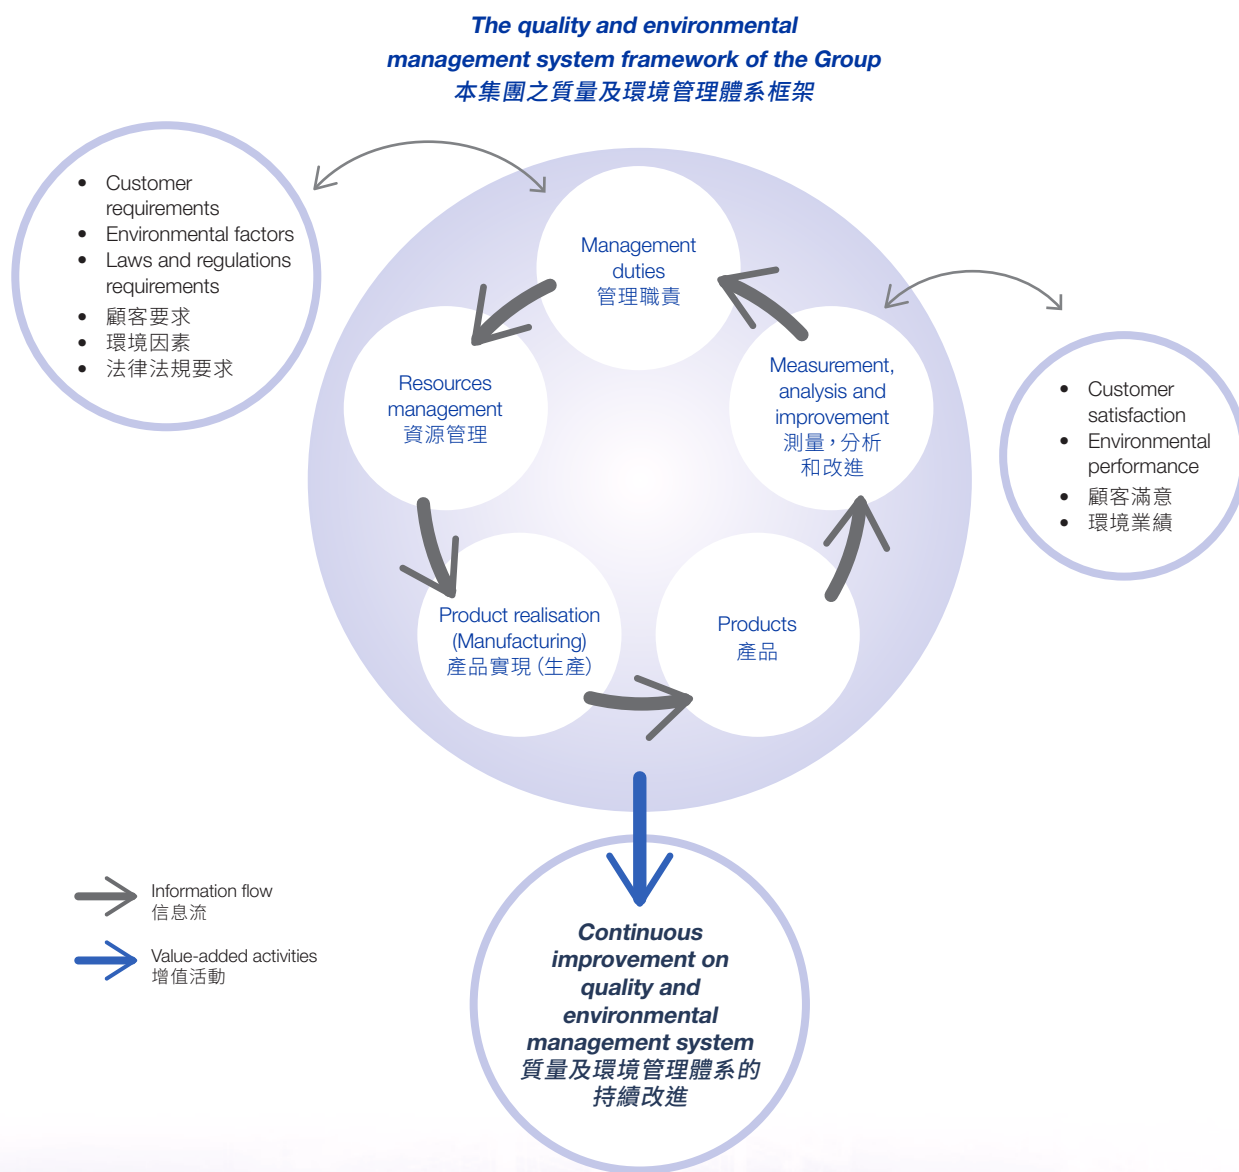 The quality and environmental
management system framework of the Group
本集團之質量及環境管理體系框架
• Customer
requirements
• Environmental factors
• Laws and regulations
requirements
• 顧客要求
• 環境因素
• 法律法規要求
Management
duties
管理職責
Resources
management
資源管理
Measurement,
analysis and
improvement
測量，分析
和改進
• Customer
satisfaction
• Environmental
performance
• 顧客滿意
• 環境業績
Product realisation
(Manufacturing)
產品實現（生產）
Products
產品
Information flow
信息流
Value-added activities
增值活動
Continuous
improvement on
quality and
environmental
management system
質量及環境管理體系的
持續改進